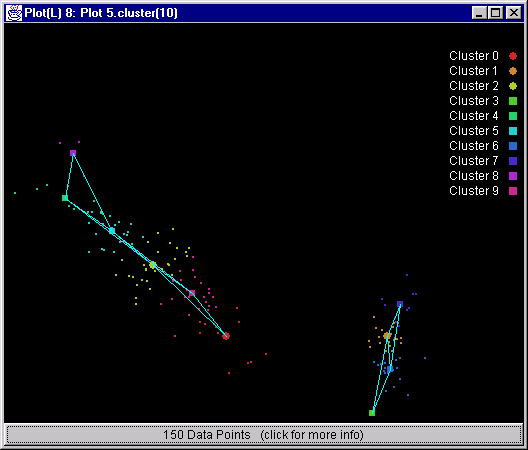 Plot(L) 8: Plot 5.cluster(10)
Cluster 0
Cluster 1
Cluster 2
Cluster 3
Cluster 4
Cluster 5
Cluster 6
Cluster 7
Cluster 8
Cluster 9
150 Data Points (click for more info)